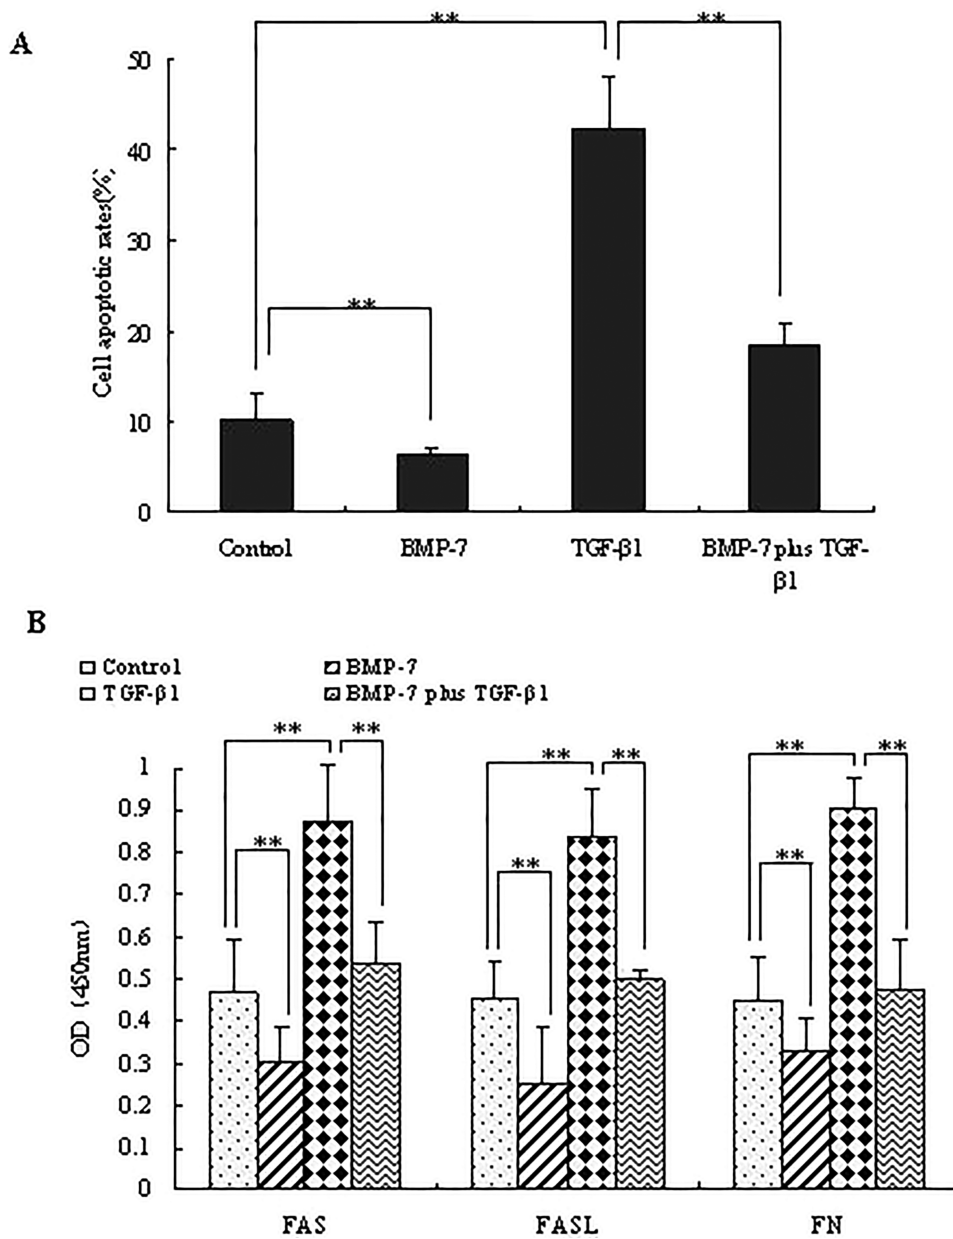 A
** **
50
40
30
20
10
0
Cell apoptotic rates(%)
**
Control BMP-7 TGF-β1 BMP-7 plus TGF-
β1
B
Control BMP-7
TGF-β1 BMP-7 plus TGF-β1
** ** ** ** ** **
1
0.9
0.8
0.7
0.6
0.5
0.4
0.3
0.2
0.1
0
OD (450nm)
** ** **
FAS FASL FN